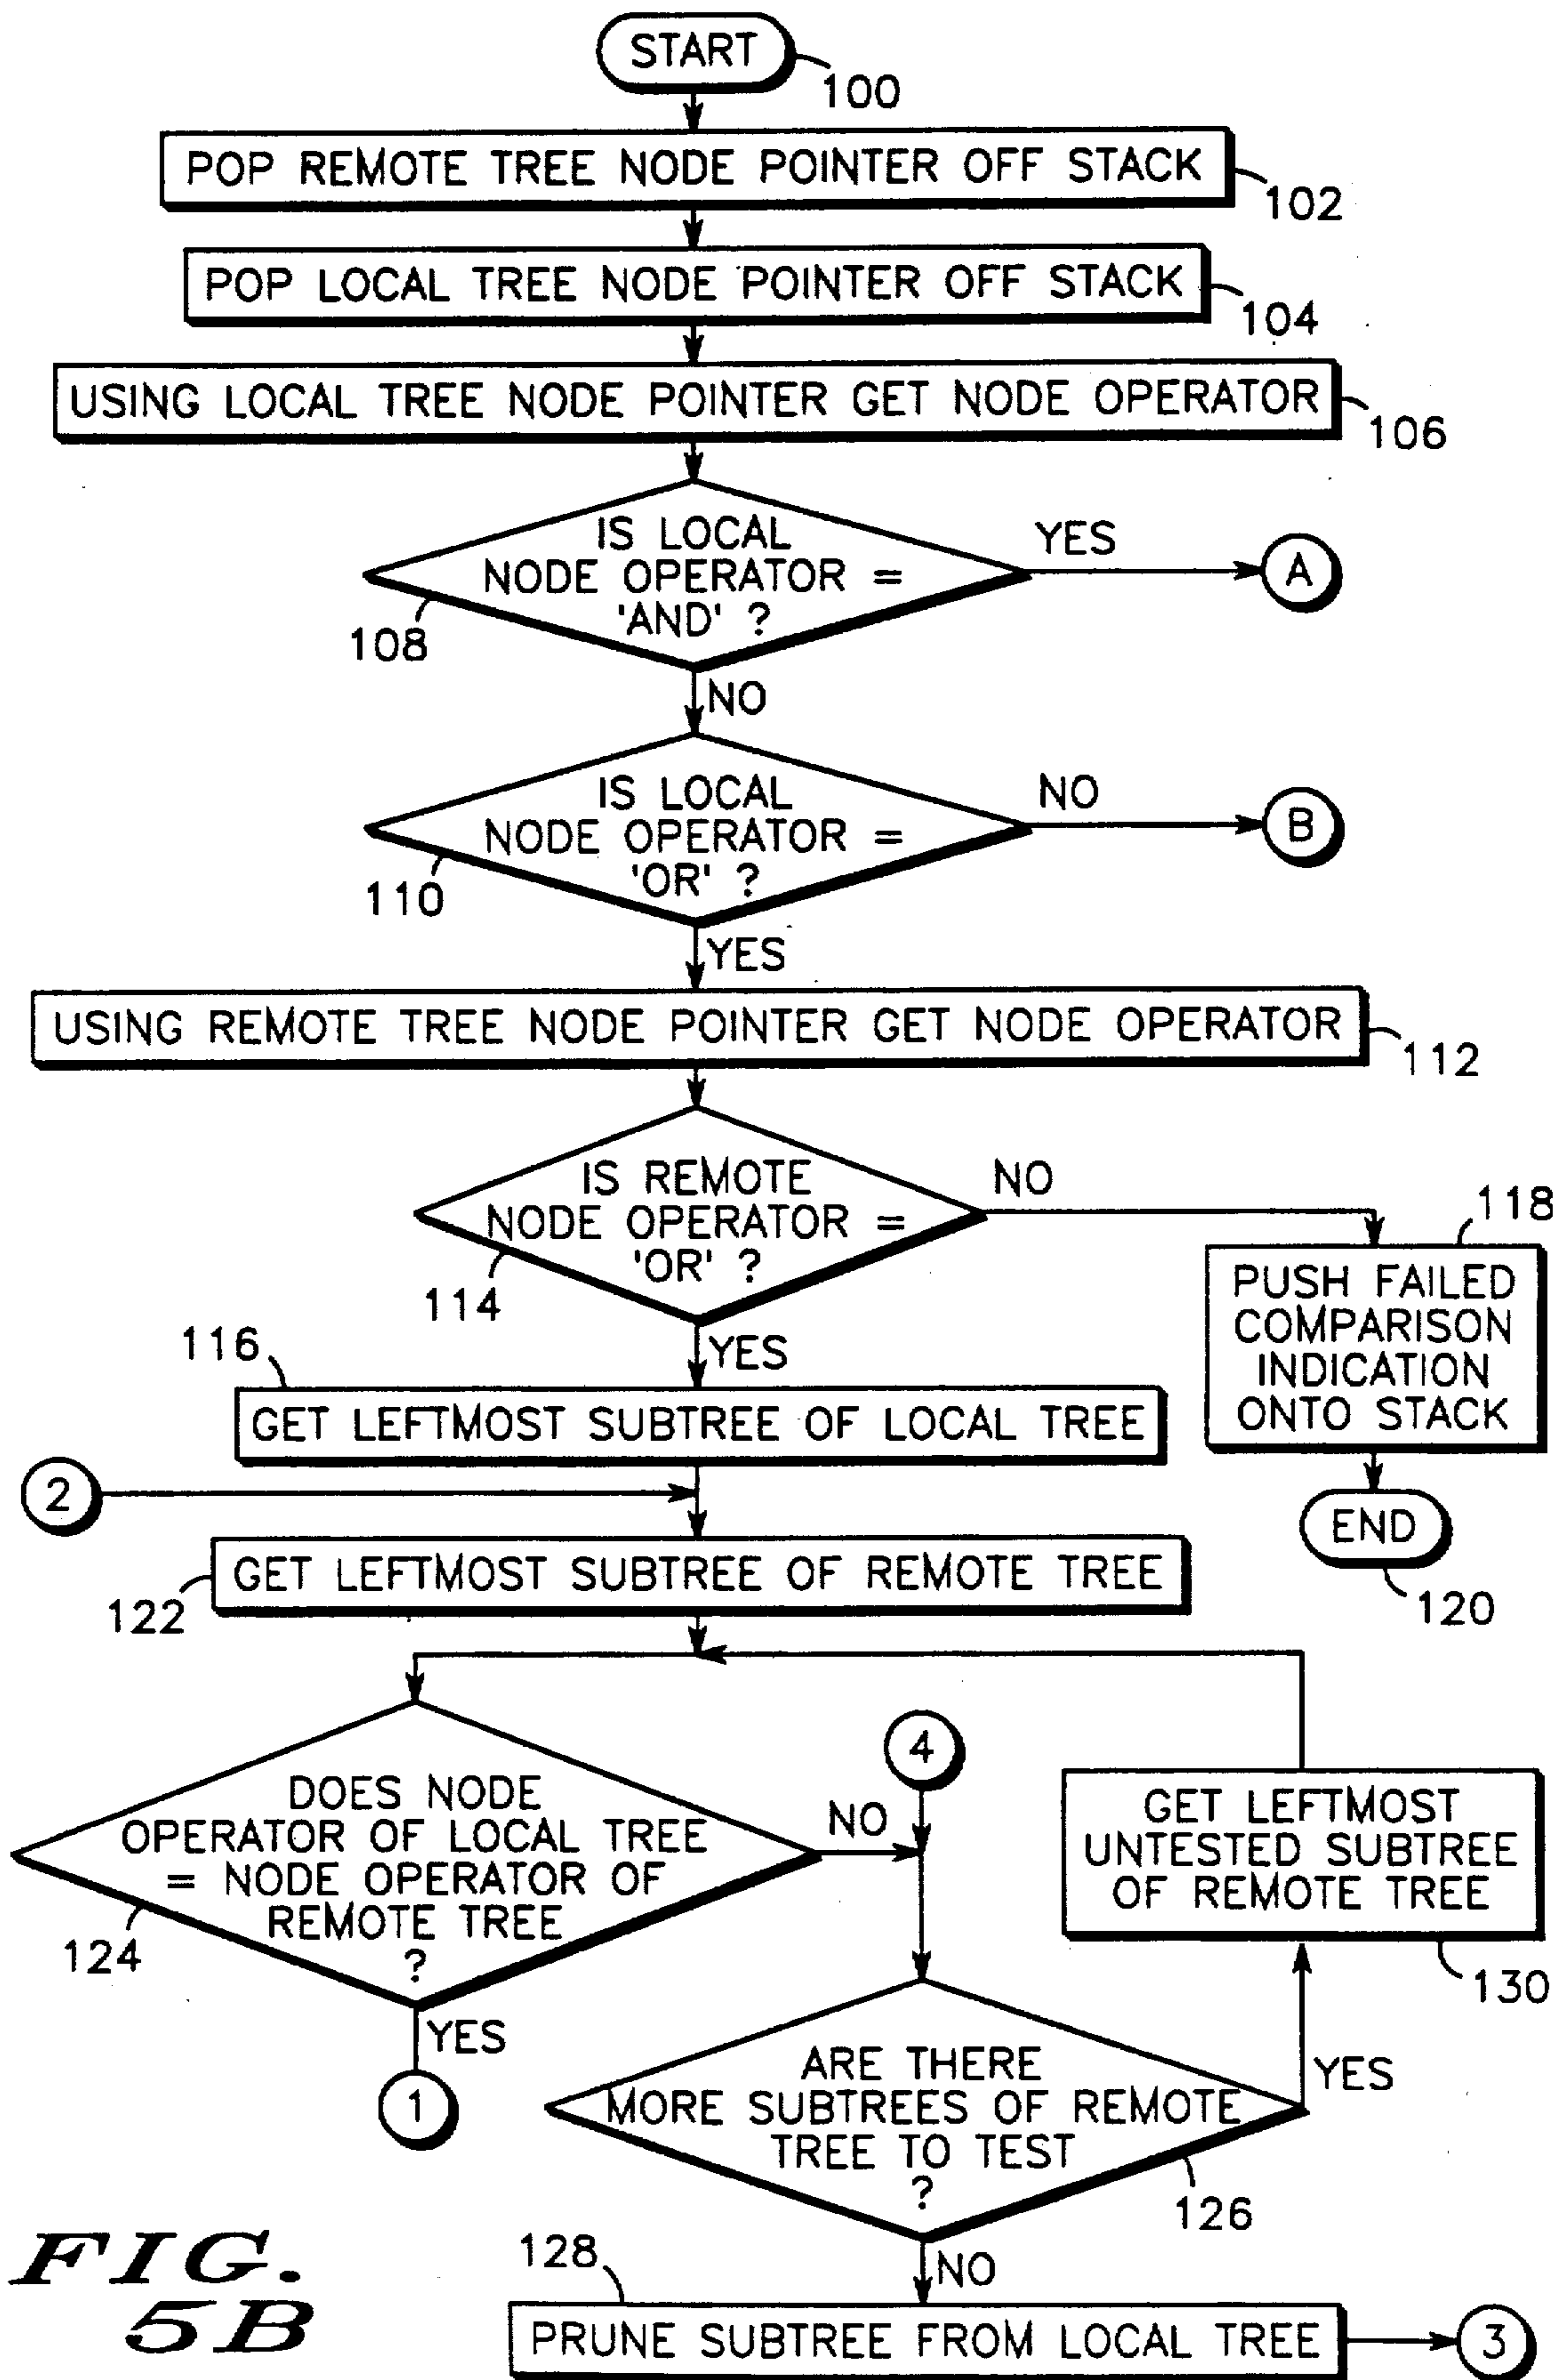 START
100
POP REMOTE TREE NODE POINTER OFF STACK
102
POP LOCAL TREE NODE POINTER OFF STACK
104
USING LOCAL TREE NODE POINTER GET NODE OPERATOR
106
IS LOCAL
NODE OPERATOR =
'AND' ?
108
YES
A
NO
IS LOCAL
NODE OPERATOR =
'OR' ?
110
NO
B
YES
USING REMOTE TREE NODE POINTER GET NODE OPERATOR
112
IS REMOTE
NODE OPERATOR =
'OR' ?
114
NO
118
PUSH FAILED
COMPARISON
INDICATION
ONTO STACK
END
120
YES
116
GET LEFTMOST SUBTREE OF LOCAL TREE
2
GET LEFTMOST SUBTREE OF REMOTE TREE
122
DOES NODE
OPERATOR OF LOCAL TREE
= NODE OPERATOR OF
REMOTE TREE
?
124
NO
4
YES
1
GET LEFTMOST
UNTESTED SUBTREE
OF REMOTE TREE
130
ARE THERE
MORE SUBTREES OF REMOTE
TREE TO TEST
?
126
YES
NO
128
PRUNE SUBTREE FROM LOCAL TREE
3
FIG.
5B